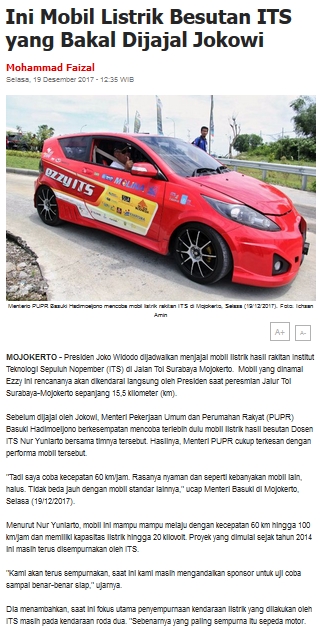 Ini Mobil Listrik Besutan ITS
yang Bakal Dijajal Jokowi
Mohammad Faizal
Selasa, 19 Desember 2017 - 12:35 WIB
EZZY ITS
MOLINA
Menteri PUPR Basuki Hadimoeljono mencoba mobil listrik rakitan ITS di Mojokerto, Selasa (19/12/2017). Foto. Ichsan
Amin
A+
A-
MOJOKERTO - Presiden Joko Widodo dijadwalkan menjajal mobil listrik hasil rakitan Institut
Teknologi Sepuluh Nopember (ITS) di Jalan Tol Surabaya Mojokerto. Mobil yang dinamai
Ezzy ini rencananya akan dikendarai langsung oleh Presiden saat peresmian Jalur Tol
Surabaya-Mojokerto sepanjang 15,5 kilometer (km).
Sebelum dijajal oleh Jokowi, Menteri Pekerjaan Umum dan Perumahan Rakyat (PUPR)
Basuki Hadimoeljono berkesempatan mencoba terlebih dulu mobil listrik besutan Dosen
ITS Nur Yuniarto bersama timnya tersebut. Hasilnya, Menteri PUPR cukup terkesan dengan
performa mobil tersebut.
"Tadi saya coba kecepatan 60 km/jam. Rasanya nyaman dan seperti kebanyakan mobil lain,
halus. Tidak beda jauh dengan mobil standar lainnya," ucap Menteri Basuki di Mojokerto,
Selasa (19/12/2017).
Menurut Nur Yuniarto, mobil ini mampu mampu melaju dengan kecepatan 60 km hingga 100
km/jam dan memiliki kapasitas listrik hingga 20 kilovolt. Proyek yang dimulai sejak tahun 2014
ini masih terus disempurnakan oleh ITS.
"Kami akan terus sempurnakan, saat ini kami masih mengandalkan sponsor untuk uji coba
sampai benar-benar siap," ujarnya.
Dia menambahkan, saat ini fokus utama penyempurnaan kendaraan listrik yang dilakukan oleh
ITS masih pada kendaraan roda dua. "Sebenarnya yang paling sempurna itu sepeda motor.